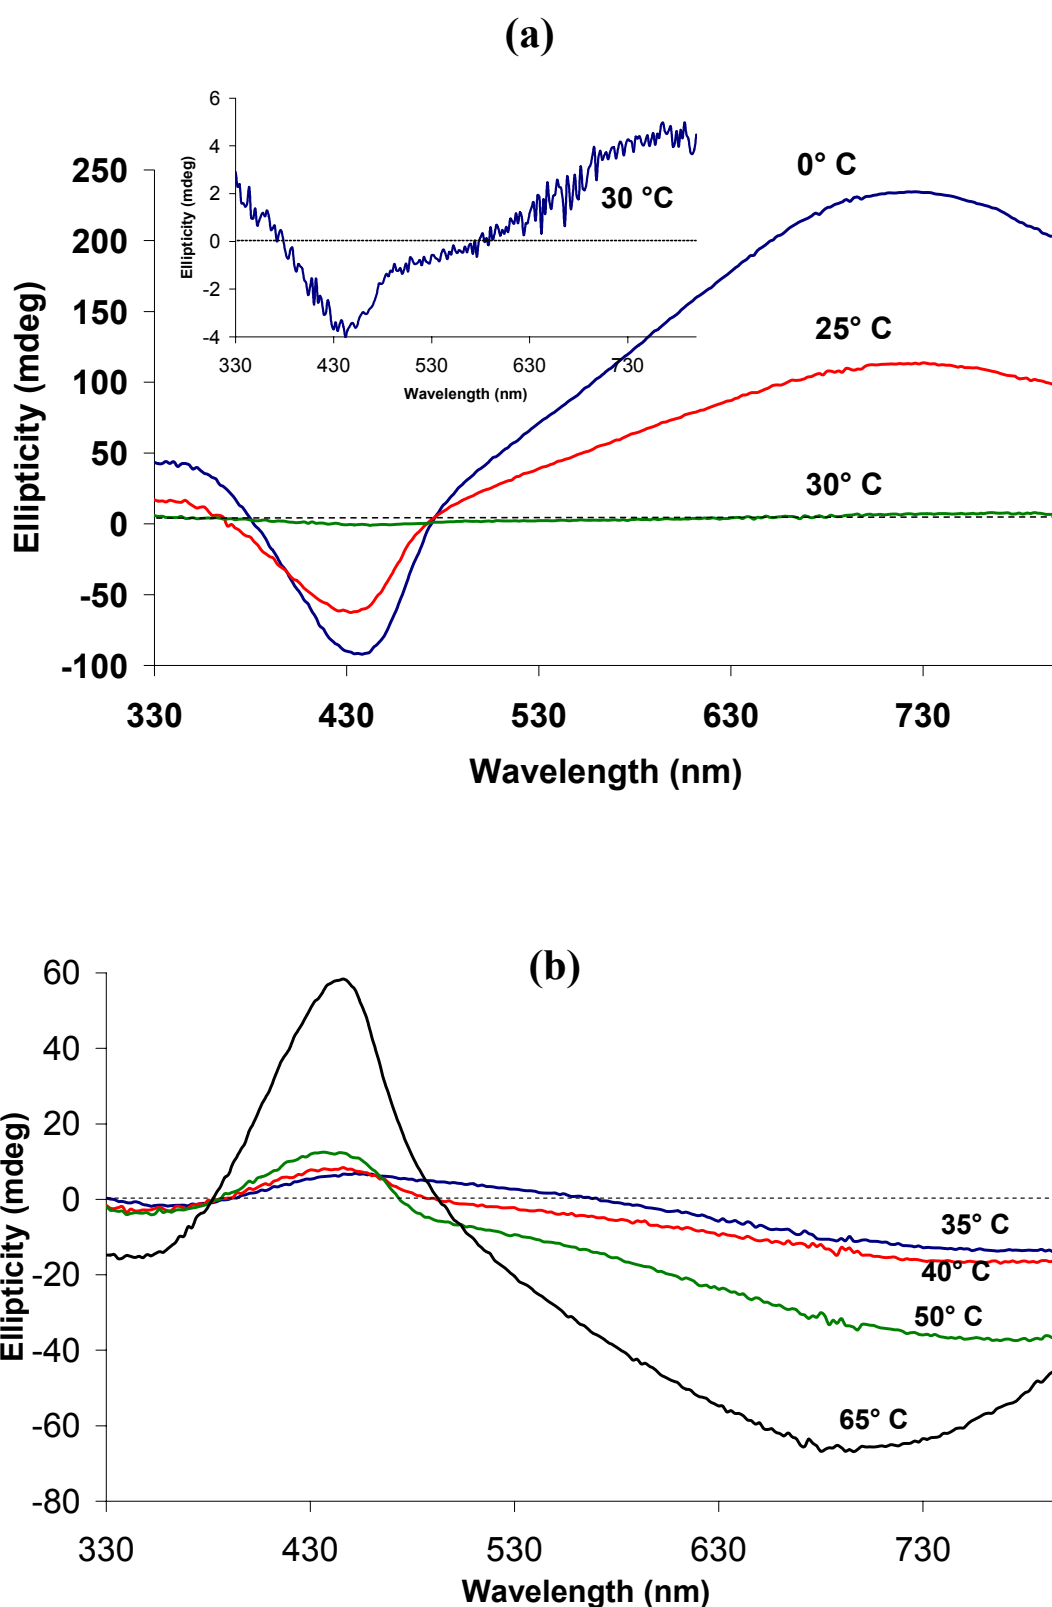 (a)
6
4
2
0
-2
-4
Ellipticity (mdeg)
30 °C
330 430 530 630 730
Wavelength (nm)
250
200
150
100
50
0
-50
-100
Ellipticity (mdeg)
0° C
25° C
30° C
330 430 530 630 730
Wavelength (nm)
(b)
60
40
20
0
-20
-40
-60
-80
Ellipticity (mdeg)
35° C
40° C
50° C
65° C
330 430 530 630 730
Wavelength (nm)